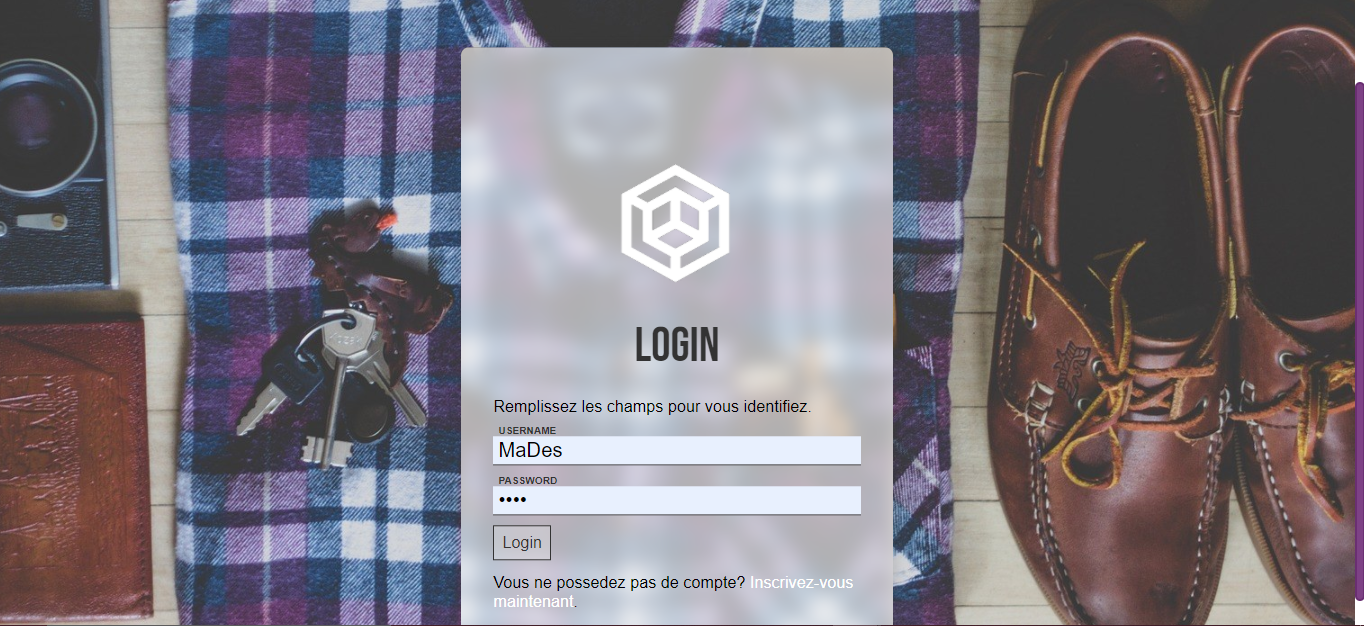 LOGIN
Remplissez les champs pour vous identifiez.
USERNAME
MaDes
PASSWORD
••••
Login
Vous ne possedez pas de compte? Inscrivez-vous
maintenant.